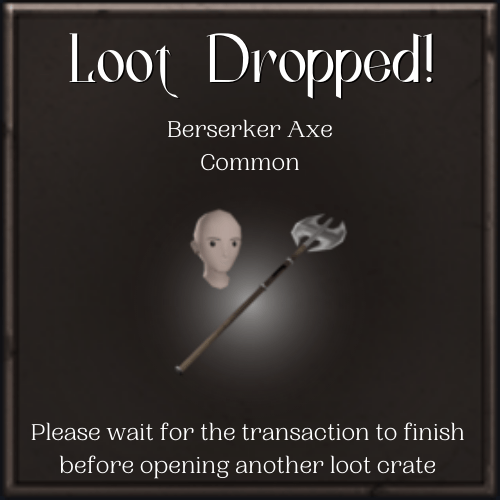 Loot Dropped!
Berserker Axe
Common
Please wait for the transaction to finish
before opening another loot crate